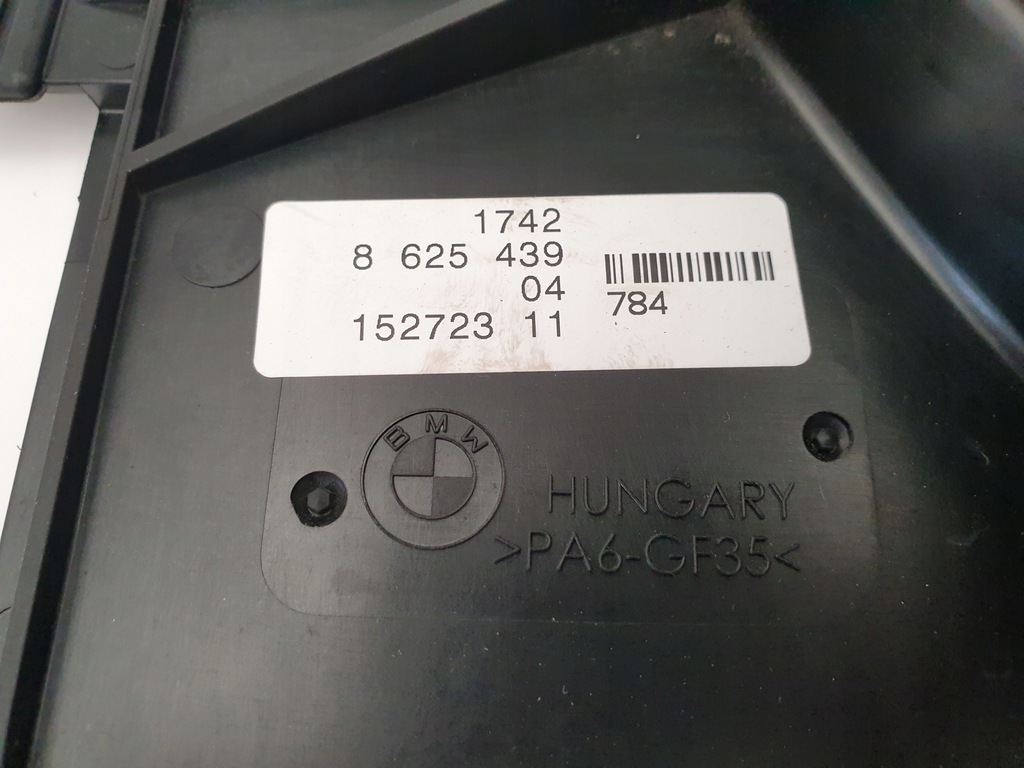 1742
8 625 439
04
784
152723 11
BMW
HUNGARY
>PA6-GF35<